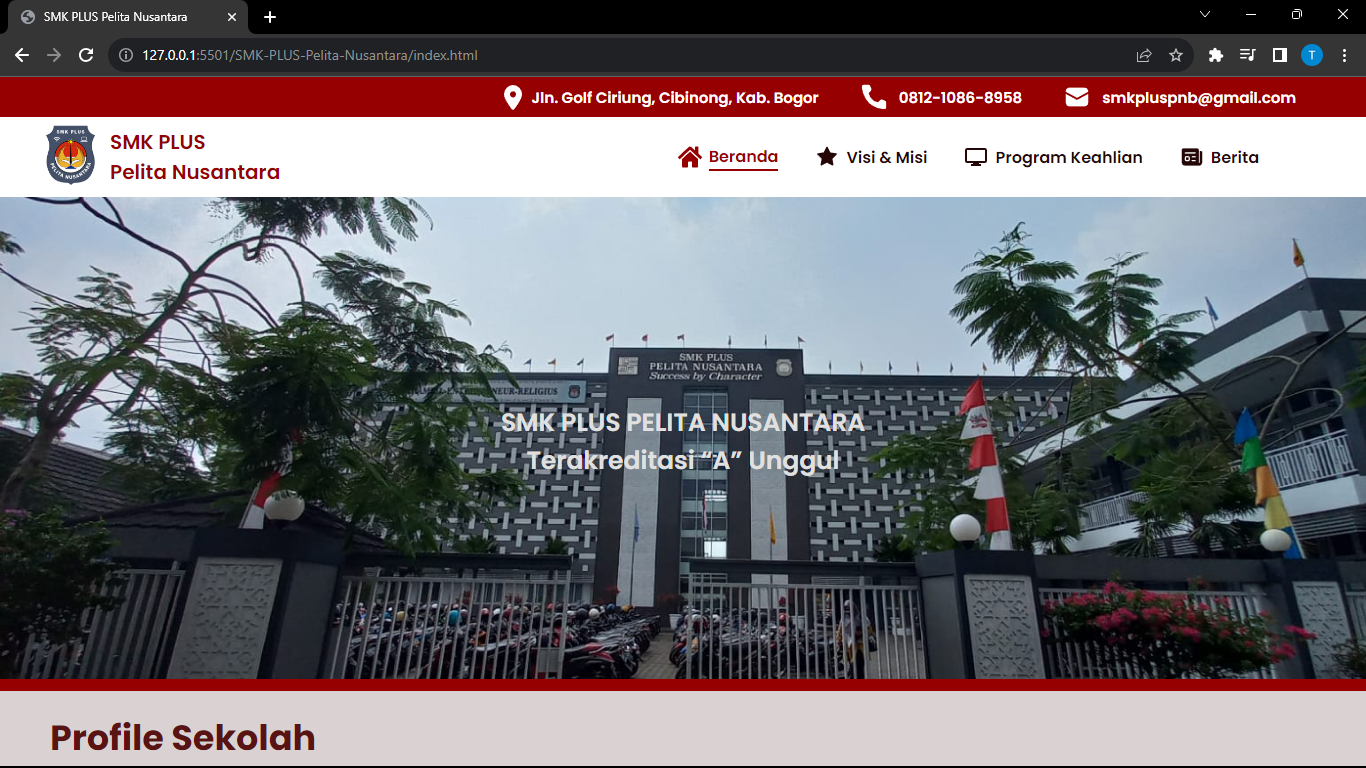 SMK PLUS Pelita Nusantara
127.0.0.1:5501/SMK-PLUS-Pelita-Nusantara/index.html
T
Jln. Golf Ciriung, Cibinong, Kab. Bogor
0812-1086-8958
smkpluspnb@gmail.com
SMK PLUS
PELITA NUSANTARA
SMK PLUS
Pelita Nusantara
Beranda
Visi & Misi
Program Keahlian
Berita
SMK PLUS
PELITA NUSANTARA
Success by Character
SMK PLUS PELITA NUSANTARA
Terakreditasi “A” Unggul
Profile Sekolah